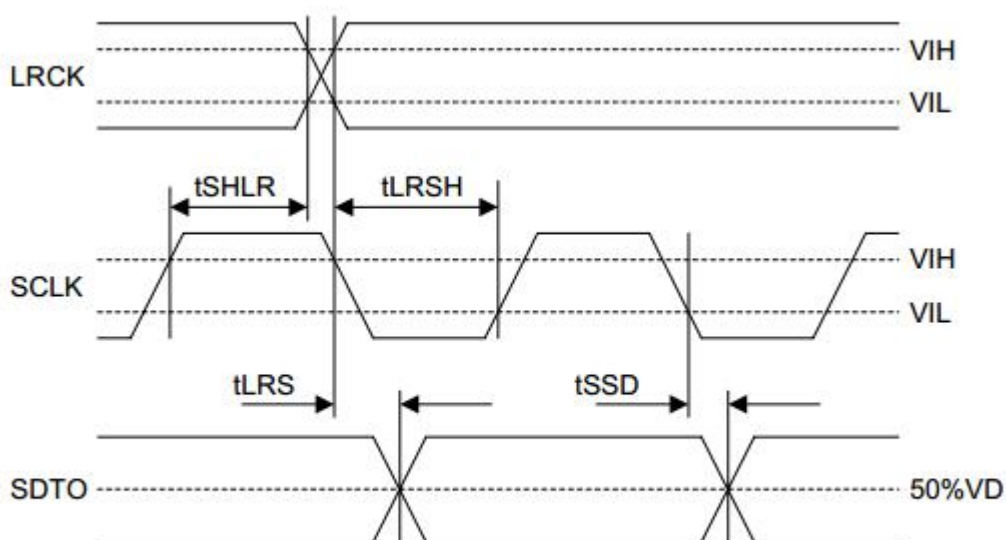 LRCK
VIH
VIL
tSHLR
tLRSH
SCLK
VIH
VIL
tLRS
tSSD
SDTO
50%VD